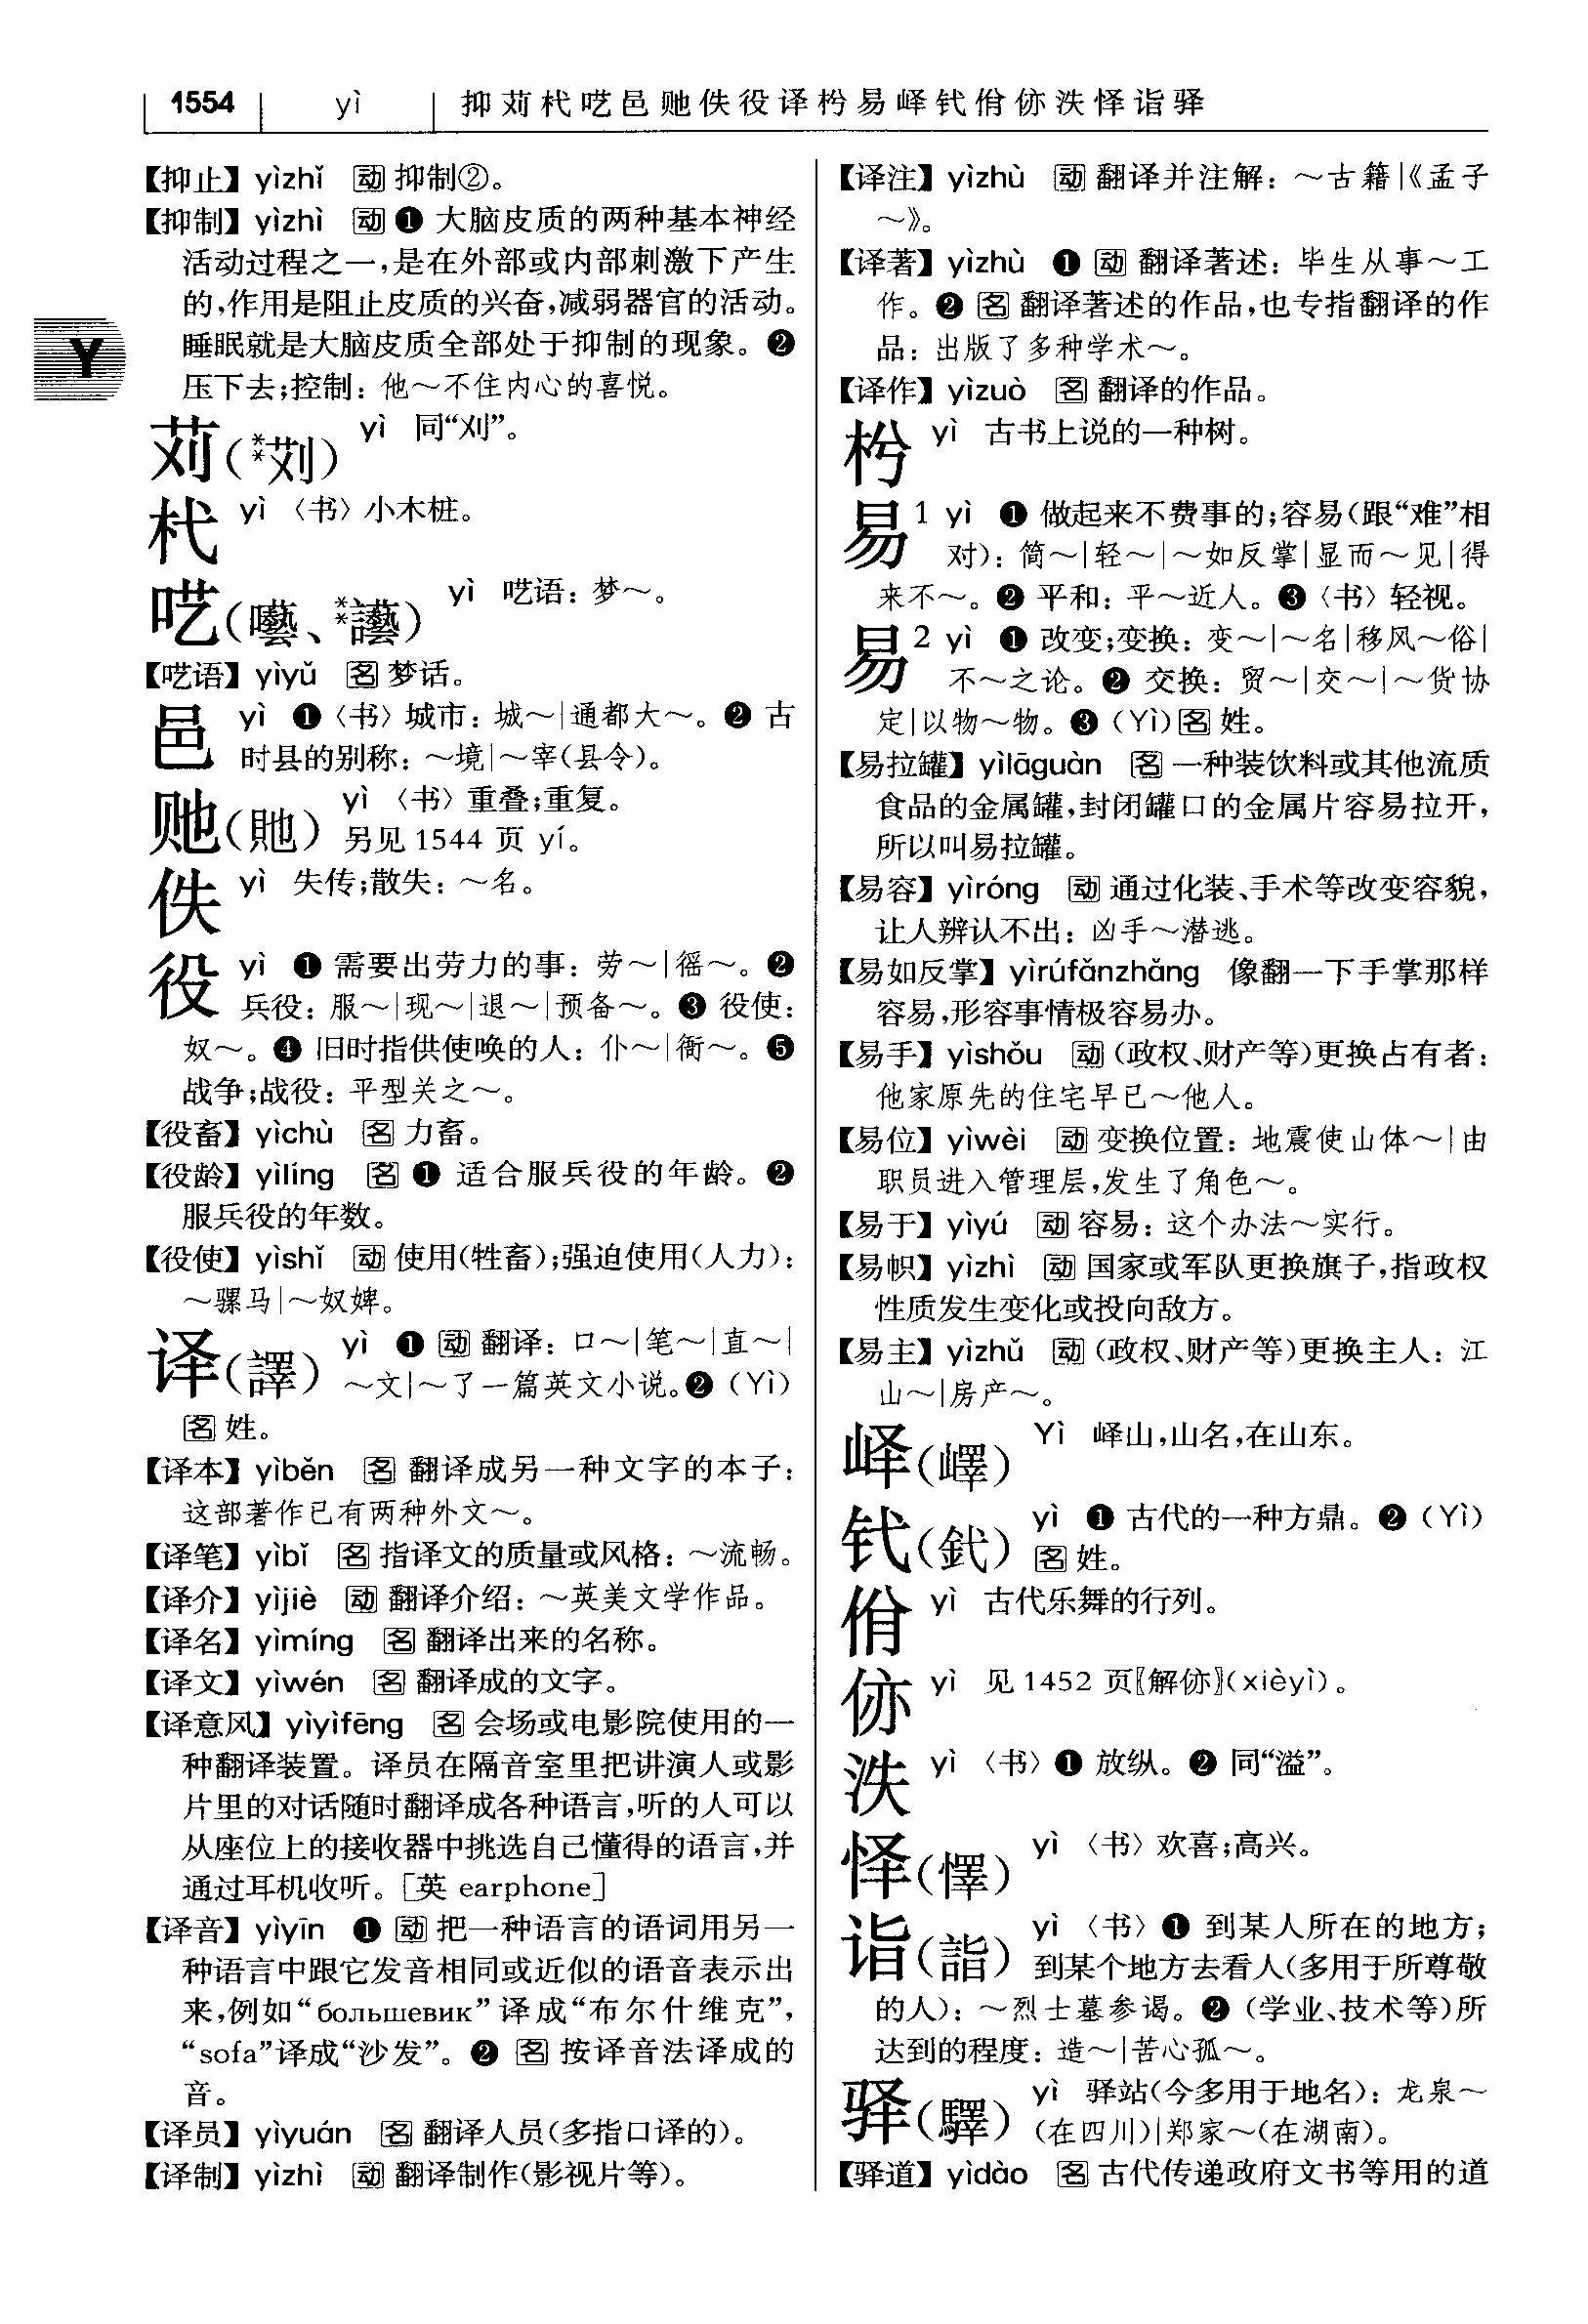 1554 yì 抑苅杙呓邑贻佚役译枍易峄钛佾㑊泆怿诣驿
【抑止】yìzhǐ 动 抑制②。
【抑制】yìzhì 动 ❶ 大脑皮质的两种基本神经
活动过程之一,是在外部或内部刺激下产生
的,作用是阻止皮质的兴奋,减弱器官的活动。
睡眠就是大脑皮质全部处于抑制的现象。❷
压下去;控制：他～不住内心的喜悦。
Y
苅(**㓼) yì 同“刈”。
杙 yì 〈书〉小木桩。
呓(囈、**讛) yì 呓语：梦～。
【呓语】yìyǔ 名 梦话。
邑 yì ❶〈书〉城市：城～|通都大～。❷ 古
时县的别称：～境|～宰(县令)。
貤(貤) yì 〈书〉重叠;重复。
另见 1544 页 yí。
佚 yì 失传;散失：～名。
役 yì ❶ 需要出劳力的事：劳～|徭～。❷
兵役：服～|现～|退～|预备～。❸ 役使：
奴～。❹ 旧时指供使唤的人：仆～|衙～。❺
战争;战役：平型关之～。
【役畜】yìchù 名 力畜。
【役龄】yìlíng 名 ❶ 适合服兵役的年龄。❷
服兵役的年数。
【役使】yìshǐ 动 使用(牲畜);强迫使用(人力)：
～骡马|～奴婢。
译(譯) yì ❶ 动 翻译：口～|笔～|直～|
～文|～了一篇英文小说。❷（Yì）
名 姓。
【译本】yìběn 名 翻译成另一种文字的本子：
这部著作已有两种外文～。
【译笔】yìbǐ 名 指译文的质量或风格：～流畅。
【译介】yìjiè 动 翻译介绍：～英美文学作品。
【译名】yìmíng 名 翻译出来的名称。
【译文】yìwén 名 翻译成的文字。
【译意风】yìyìfēng 名 会场或电影院使用的一
种翻译装置。译员在隔音室里把讲演人或影
片里的对话随时翻译成各种语言,听的人可以
从座位上的接收器中挑选自己懂得的语言,并
通过耳机收听。[英 earphone]
【译音】yìyīn ❶ 动 把一种语言的语词用另一
种语言中跟它发音相同或近似的语音表示出
来,例如“большевик”译成“布尔什维克”,
“sofa”译成“沙发”。❷ 名 按译音法译成的
音。
【译员】yìyuán 名 翻译人员(多指口译的)。
【译制】yìzhì 动 翻译制作(影视片等)。
【译注】yìzhù 动 翻译并注解：～古籍|《孟子
～》。
【译著】yìzhù ❶ 动 翻译著述：毕生从事～工
作。❷ 名 翻译著述的作品,也专指翻译的作
品：出版了多种学术～。
【译作】yìzuò 名 翻译的作品。
枍 yì 古书上说的一种树。
易1 yì ❶ 做起来不费事的;容易(跟“难”相
对)：简～|轻～|～如反掌|显而～见|得
来不～。❷ 平和：平～近人。❸〈书〉轻视。
易2 yì ❶ 改变;变换：变～|～名|移风～俗|
不～之论。❷ 交换：贸～|交～|～货协
定|以物～物。❸（Yì）名 姓。
【易拉罐】yìlāguàn 名 一种装饮料或其他流质
食品的金属罐,封闭罐口的金属片容易拉开,
所以叫易拉罐。
【易容】yìróng 动 通过化装、手术等改变容貌,
让人辨认不出：凶手～潜逃。
【易如反掌】yìrúfǎnzhǎng 像翻一下手掌那样
容易,形容事情极容易办。
【易手】yìshǒu 动 (政权、财产等)更换占有者：
他家原先的住宅早已～他人。
【易位】yìwèi 动 变换位置：地震使山体～|由
职员进入管理层,发生了角色～。
【易于】yìyú 动 容易：这个办法～实行。
【易帜】yìzhì 动 国家或军队更换旗子,指政权
性质发生变化或投向敌方。
【易主】yìzhǔ 动 (政权、财产等)更换主人：江
山～|房产～。
峄(嶧) Yì 峄山,山名,在山东。
𫓧(釴) yì ❶ 古代的一种方鼎。❷（Yì）
名 姓。
佾 yì 古代乐舞的行列。
㑊 yì 见 1452 页〖解㑊〗(xièyì)。
泆 yì 〈书〉❶ 放纵。❷ 同“溢”。
怿(懌) yì 〈书〉欢喜;高兴。
诣(詣) yì 〈书〉❶ 到某人所在的地方;
到某个地方去看人(多用于所尊敬
的人)：～烈士墓参谒。❷ (学业、技术等)所
达到的程度：造～|苦心孤～。
驿(驛) yì 驿站(今多用于地名)：龙泉～
(在四川)|郑家～(在湖南)。
【驿道】yìdào 名 古代传递政府文书等用的道